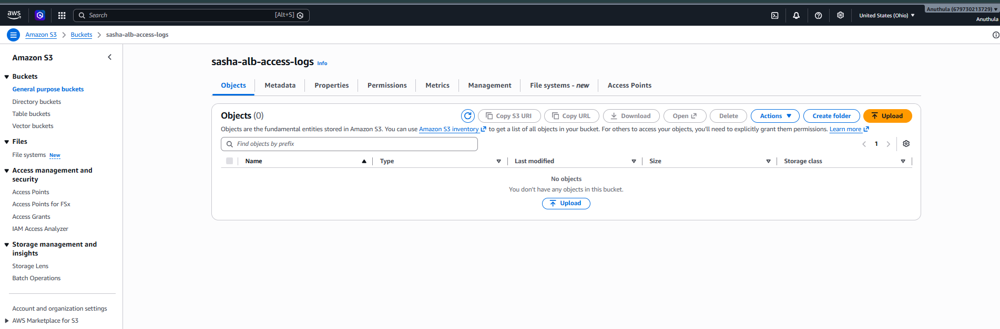 aws
Search
[Alt+S]
United States (Ohio)
Anuthula (679730213729)
Anuthula
Amazon S3
Buckets
sasha-alb-access-logs
Amazon S3
Buckets
General purpose buckets
Directory buckets
Table buckets
Vector buckets
Files
File systems New
Access management and
security
Access Points
Access Points for FSx
Access Grants
IAM Access Analyzer
Storage management and
insights
Storage Lens
Batch Operations
Account and organization settings
AWS Marketplace for S3
sasha-alb-access-logs Info
Objects Metadata Properties Permissions Metrics Management File systems - new Access Points
Objects (0)
Copy S3 URI Copy URL Download Open Delete Actions Create folder Upload
Objects are the fundamental entities stored in Amazon S3. You can use Amazon S3 inventory to get a list of all objects in your bucket. For others to access your objects, you'll need to explicitly grant them permissions. Learn more
Find objects by prefix
1
Name Type Last modified Size Storage class
No objects
You don't have any objects in this bucket.
Upload